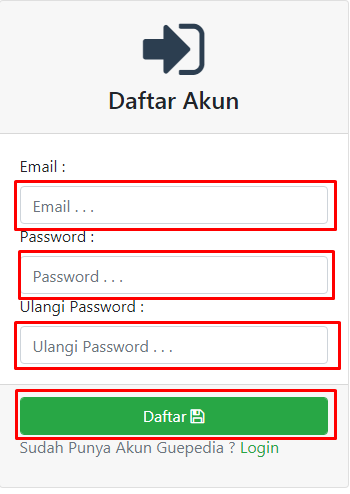 Daftar Akun
Email :
Email . . .
Password :
Password . . .
Ulangi Password :
Ulangi Password . . .
Daftar
Sudah Punya Akun Guepedia ? Login